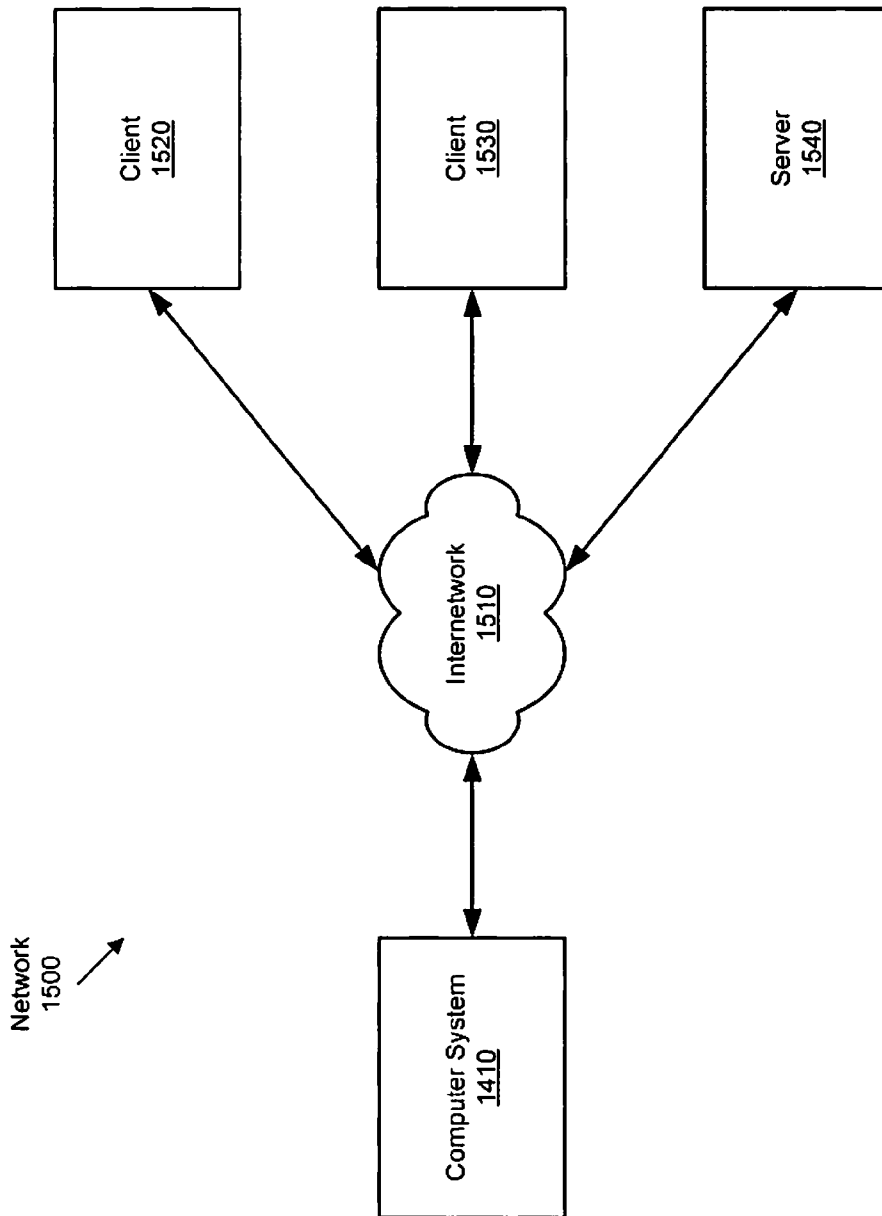 Network
1500
Computer System
1410
Internetwork
1510
Client
1520
Client
1530
Server
1540